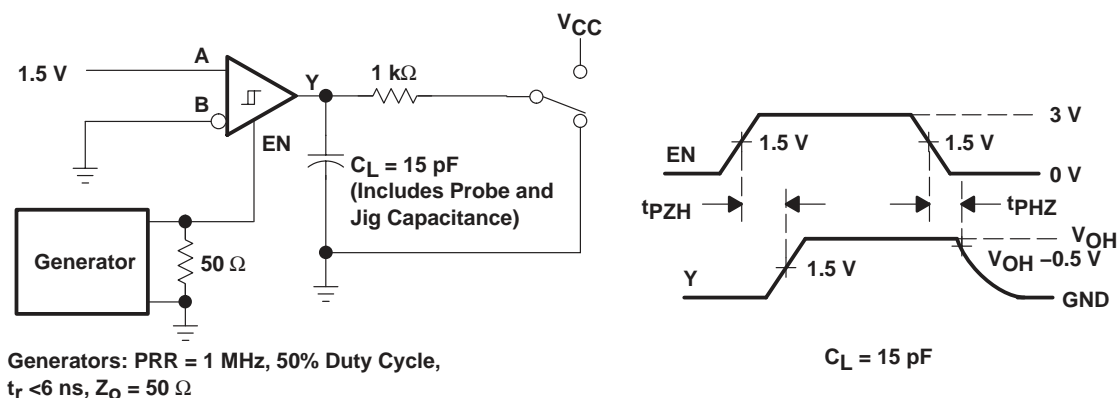 VCC
A
1.5 V
B
Y
1 kΩ
EN
CL = 15 pF
(Includes Probe and
Jig Capacitance)
Generator
50 Ω
Generators: PRR = 1 MHz, 50% Duty Cycle,
tr <6 ns, ZO = 50 Ω
3 V
EN
1.5 V
1.5 V
0 V
tPZH
tPHZ
VOH
VOH –0.5 V
Y
1.5 V
GND
CL = 15 pF